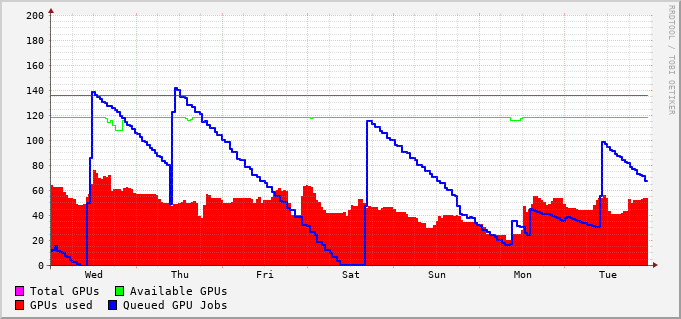 RRDTOOL / TOBI OETIKER
200
180
160
140
120
100
80
60
40
20
0
Wed Thu Fri Sat Sun Mon Tue
Total GPUs Available GPUs
GPUs used Queued GPU Jobs